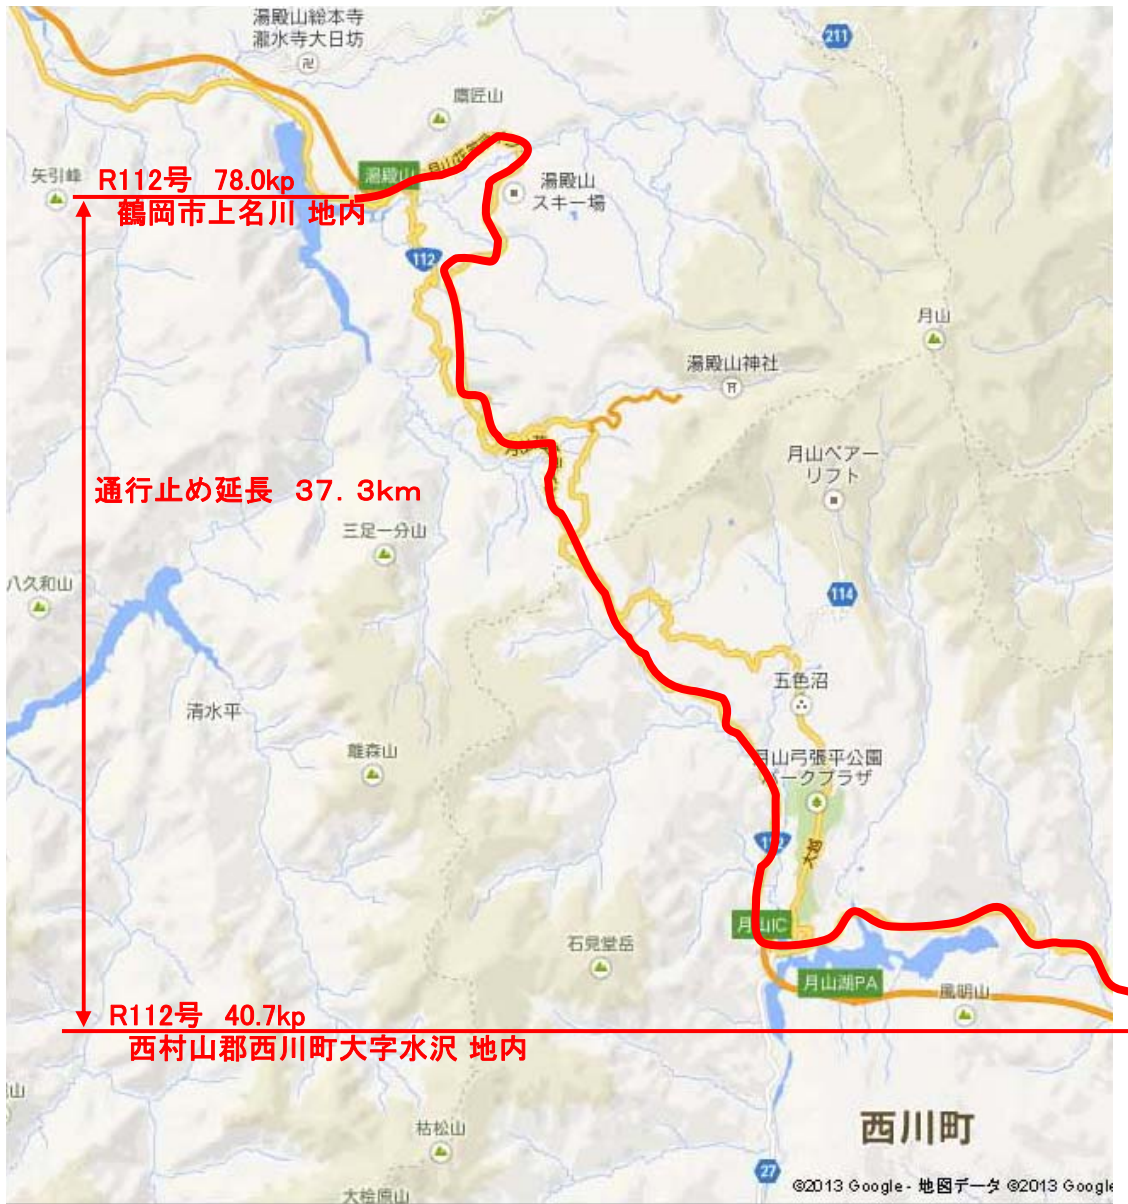 湯殿山総本寺
瀧水寺大日坊
卍
211
鷹匠山
矢引峰
R112号 78.0kp
湯殿山
湯殿山
スキー場
鶴岡市上名川 地内
112
月山
湯殿山神社
月山ペアー
リフト
通行止め延長 37.3km
三足一分山
八久和山
114
五色沼
清水平
離森山
月山弓張平公園
パークプラザ
月山IC
石見堂岳
月山湖PA
風明山
R112号 40.7kp
西村山郡西川町大字水沢 地内
山
枯松山
西川町
27
大桧原山
©2013 Google - 地図データ ©2013 Google